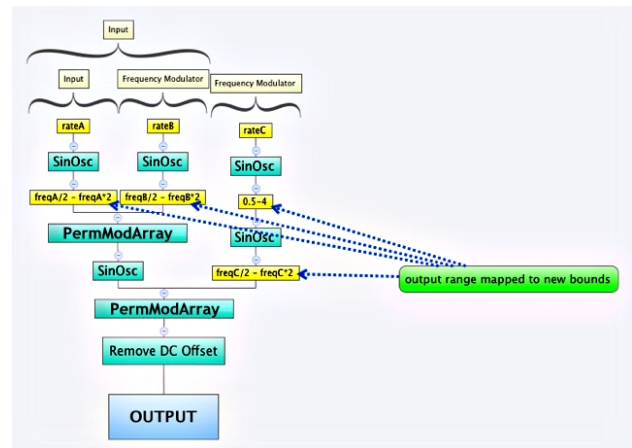 Input
Input
Frequency Modulator
Frequency Modulator
rateA
rateB
rateC
SinOsc
SinOsc
SinOsc
freqA/2 - freqA*2
freqB/2 - freqB*2
0.5-4
PermModArray
SinOsc
SinOsc
freqC/2 - freqC*2
output range mapped to new bounds
PermModArray
Remove DC Offset
OUTPUT